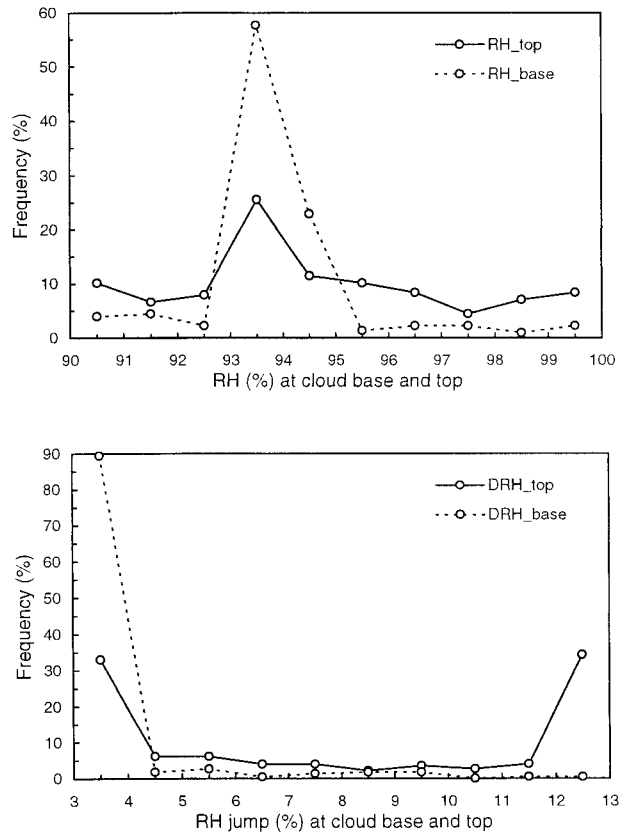 60
50
40
30
20
10
0
Frequency (%)
RH_top
RH_base
90 91 92 93 94 95 96 97 98 99 100
RH (%) at cloud base and top
90
80
70
60
50
40
30
20
10
0
Frequency (%)
DRH_top
DRH_base
3 4 5 6 7 8 9 10 11 12 13
RH jump (%) at cloud base and top